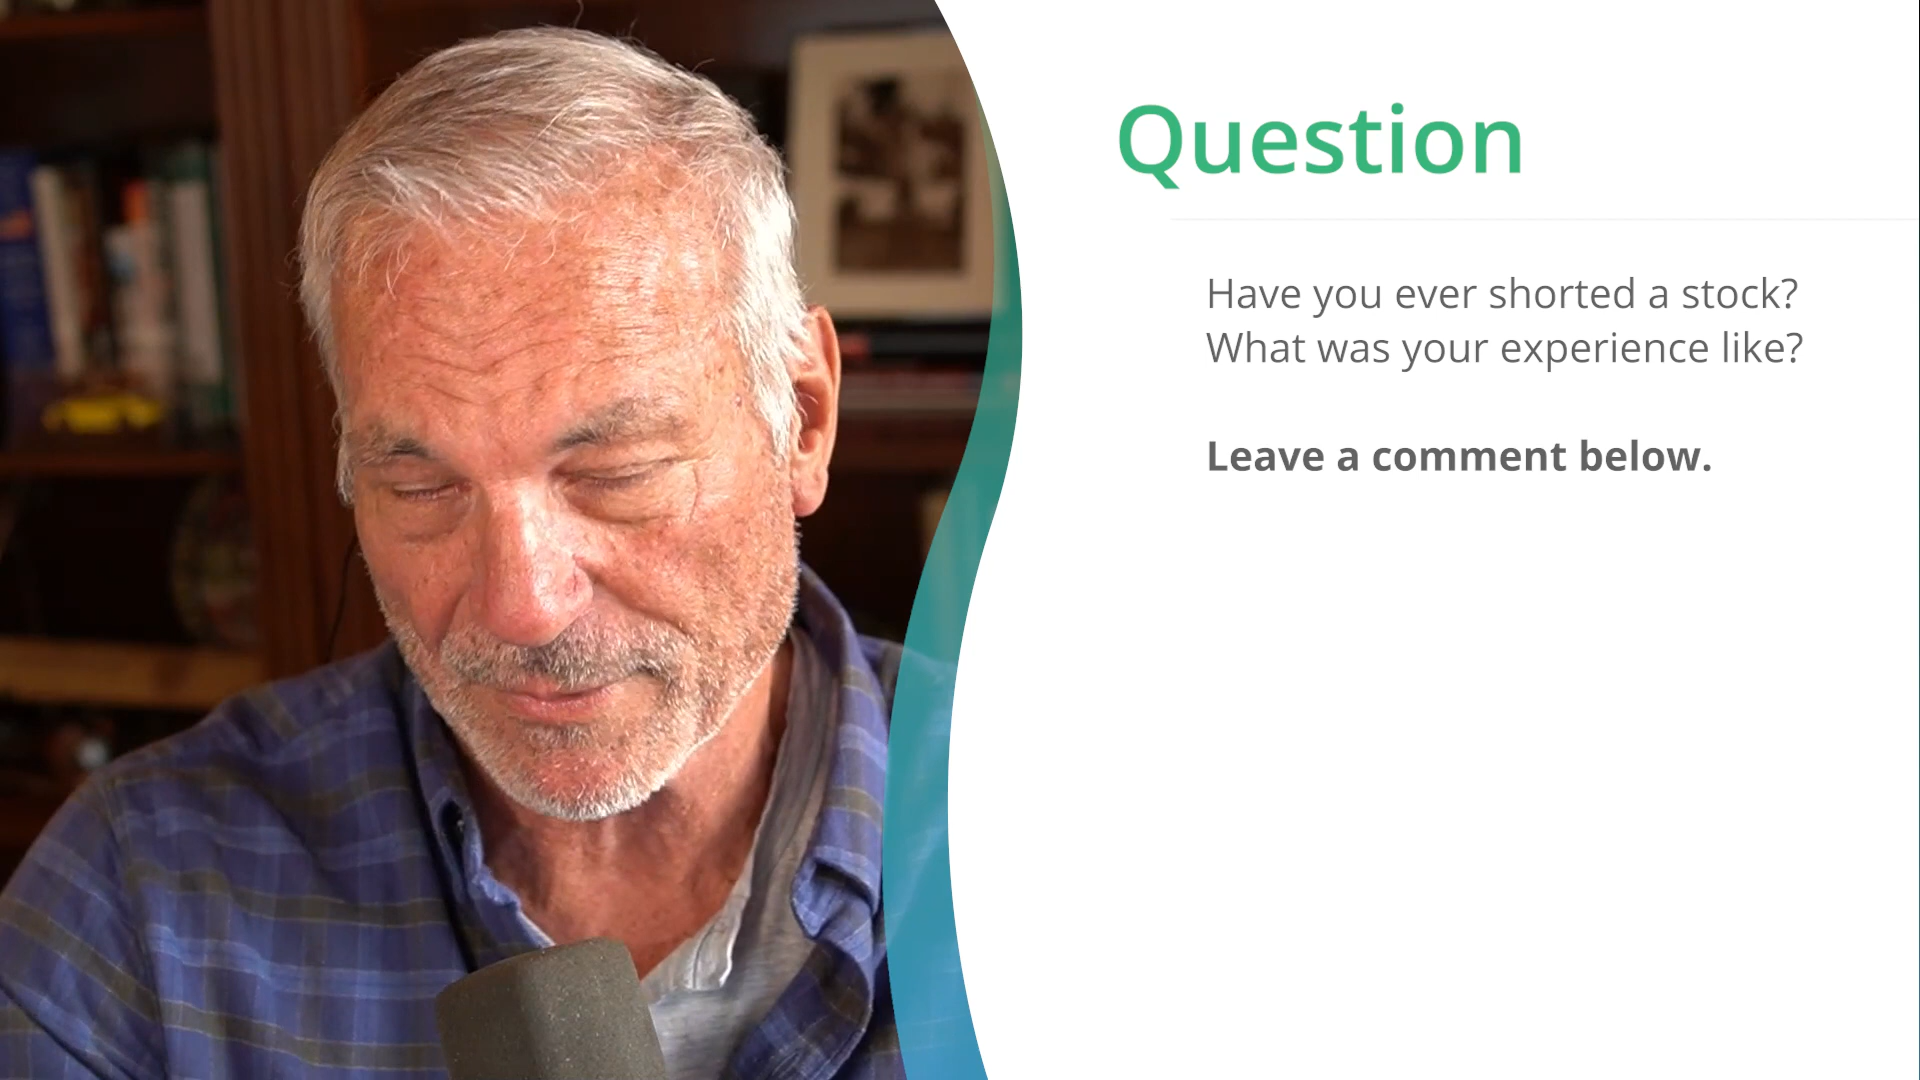 Question
Have you ever shorted a stock?
What was your experience like?
Leave a comment below.